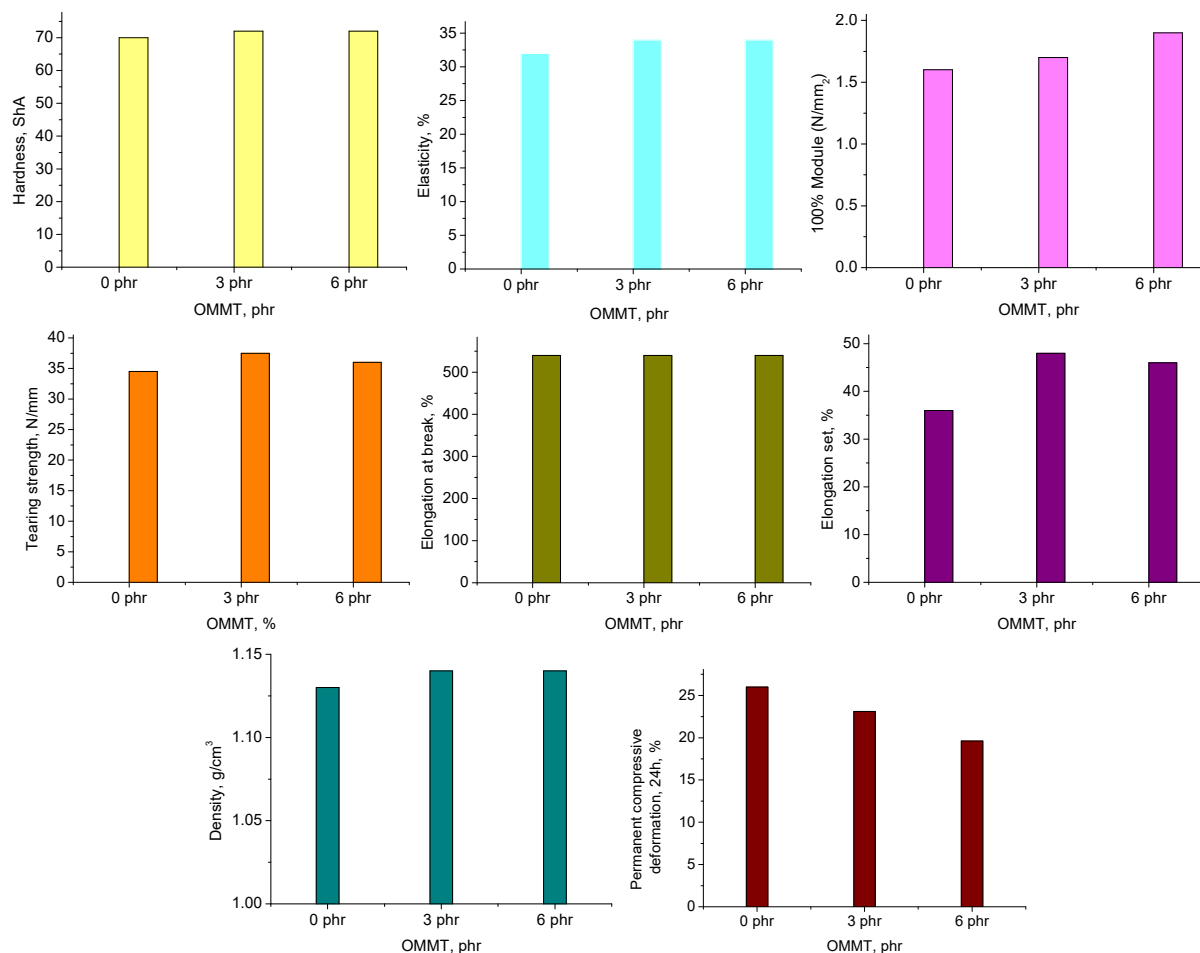 70
60
50
40
30
20
10
0
Hardness, ShA
0 phr 3 phr 6 phr
OMMT, phr
35
30
25
20
15
10
5
0
Elasticity, %
0 phr 3 phr 6 phr
OMMT, phr
2.0
1.5
1.0
0.5
0.0
100% Module (N/mm₂)
0 phr 3 phr 6 phr
OMMT, phr
40
35
30
25
20
15
10
5
0
Tearing strength, N/mm
0 phr 3 phr 6 phr
OMMT, %
500
400
300
200
100
0
Elongation at break, %
0 phr 3 phr 6 phr
OMMT, phr
50
40
30
20
10
0
Elongation set, %
0 phr 3 phr 6 phr
OMMT, phr
1.15
1.10
1.05
1.00
Density, g/cm³
0 phr 3 phr 6 phr
OMMT, phr
25
20
15
10
5
0
Permanent compressive
deformation, 24h, %
0 phr 3 phr 6 phr
OMMT, phr